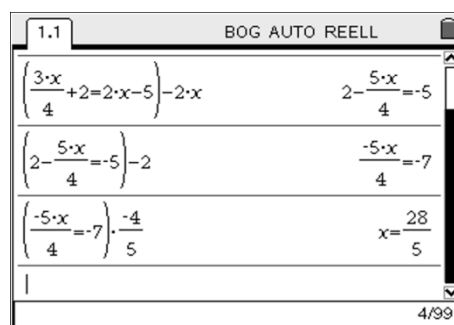 1.1 BOG AUTO REELL
(3·x/4+2=2·x-5)-2·x 2-5·x/4=-5
(2-5·x/4=-5)-2 -5·x/4=-7
(-5·x/4=-7)·-4/5 x=28/5
4/99